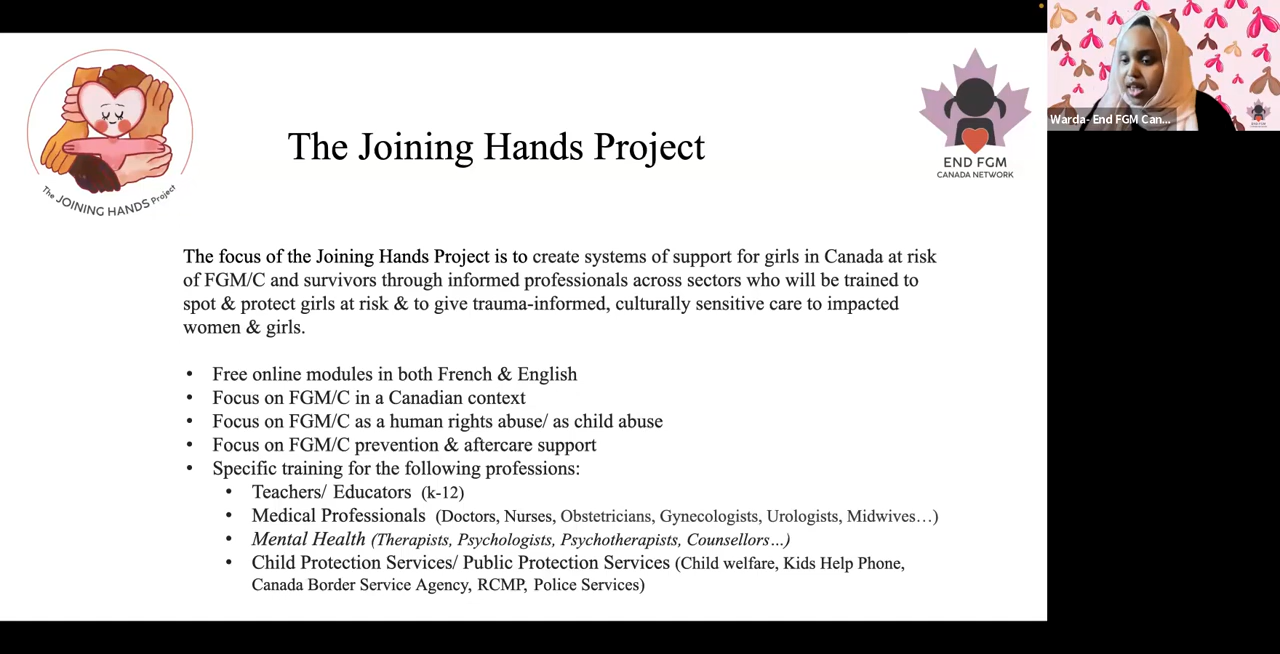 The JOINING HANDS Project
The Joining Hands Project
END FGM
CANADA NETWORK
Warda- End FGM Can...
END FGM
The focus of the Joining Hands Project is to create systems of support for girls in Canada at risk
of FGM/C and survivors through informed professionals across sectors who will be trained to
spot & protect girls at risk & to give trauma-informed, culturally sensitive care to impacted
women & girls.
• Free online modules in both French & English
• Focus on FGM/C in a Canadian context
• Focus on FGM/C as a human rights abuse/ as child abuse
• Focus on FGM/C prevention & aftercare support
• Specific training for the following professions:
• Teachers/ Educators (k-12)
• Medical Professionals (Doctors, Nurses, Obstetricians, Gynecologists, Urologists, Midwives…)
• Mental Health (Therapists, Psychologists, Psychotherapists, Counsellors…)
• Child Protection Services/ Public Protection Services (Child welfare, Kids Help Phone,
Canada Border Service Agency, RCMP, Police Services)